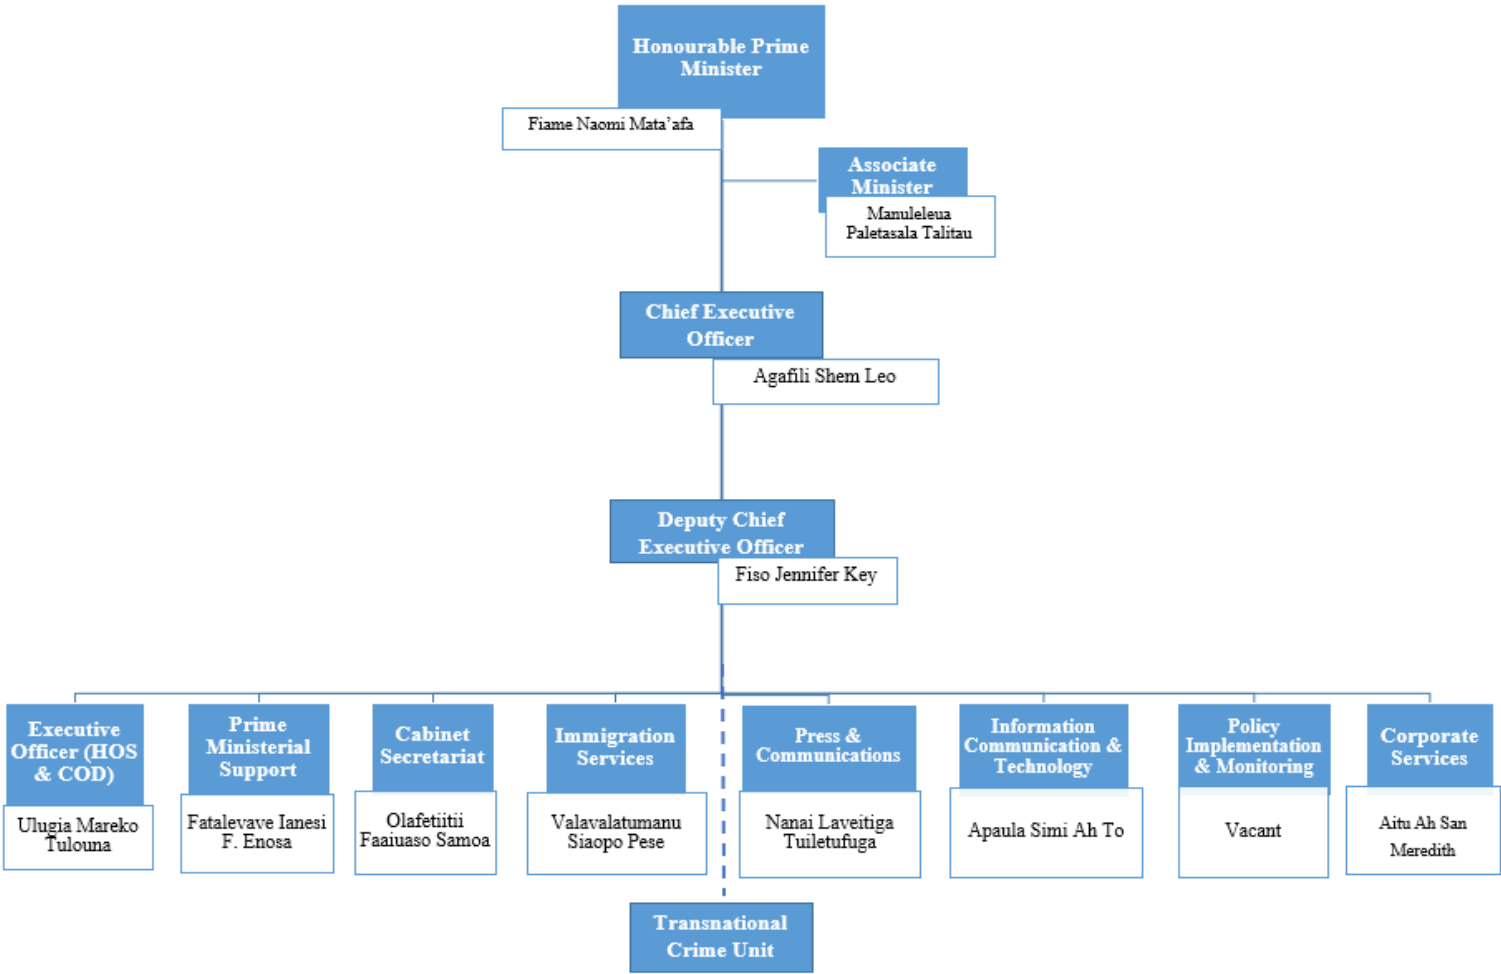 Honourable Prime
Minister
Fiame Naomi Mata’afa
Associate
Minister
Manuleleua
Paletasala Talitau
Chief Executive
Officer
Agafili Shem Leo
Deputy Chief
Executive Officer
Fiso Jennifer Key
Executive
Officer (HOS
& COD)
Ulugia Mareko
Tulouna
Prime
Ministerial
Support
Fatalevave Ianesi
F. Enosa
Cabinet
Secretariat
Olafetiitii
Faaiuaso Samoa
Immigration
Services
Valavalatumanu
Siaopo Pese
Press &
Communications
Nanai Laveitiga
Tuiletufuga
Information
Communication &
Technology
Apaula Simi Ah To
Policy
Implementation
& Monitoring
Vacant
Corporate
Services
Aitu Ah San
Meredith
Transnational
Crime Unit